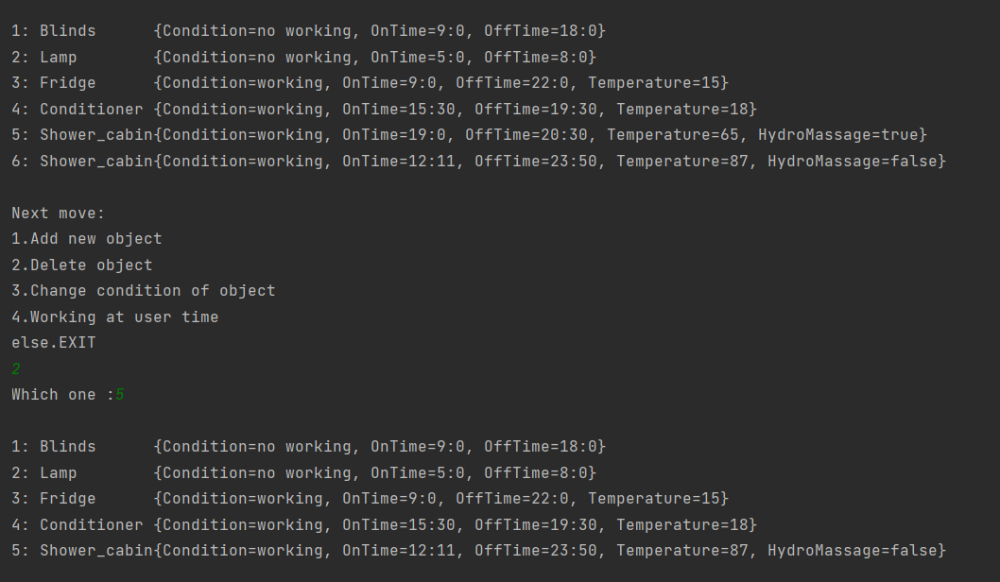 1: Blinds      {Condition=no working, OnTime=9:0, OffTime=18:0}
2: Lamp        {Condition=no working, OnTime=5:0, OffTime=8:0}
3: Fridge      {Condition=working, OnTime=9:0, OffTime=22:0, Temperature=15}
4: Conditioner {Condition=working, OnTime=15:30, OffTime=19:30, Temperature=18}
5: Shower_cabin{Condition=working, OnTime=19:0, OffTime=20:30, Temperature=65, HydroMassage=true}
6: Shower_cabin{Condition=working, OnTime=12:11, OffTime=23:50, Temperature=87, HydroMassage=false}

Next move:
1.Add new object
2.Delete object
3.Change condition of object
4.Working at user time
else.EXIT
2
Which one :5

1: Blinds      {Condition=no working, OnTime=9:0, OffTime=18:0}
2: Lamp        {Condition=no working, OnTime=5:0, OffTime=8:0}
3: Fridge      {Condition=working, OnTime=9:0, OffTime=22:0, Temperature=15}
4: Conditioner {Condition=working, OnTime=15:30, OffTime=19:30, Temperature=18}
5: Shower_cabin{Condition=working, OnTime=12:11, OffTime=23:50, Temperature=87, HydroMassage=false}